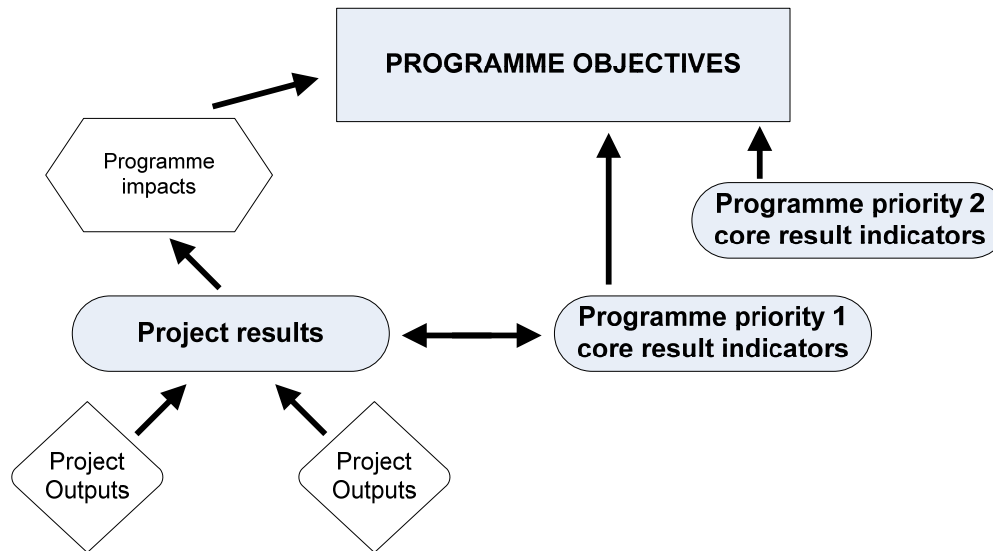 PROGRAMME OBJECTIVES
Programme
impacts
Programme priority 2
core result indicators
Project results
Programme priority 1
core result indicators
Project
Outputs
Project
Outputs